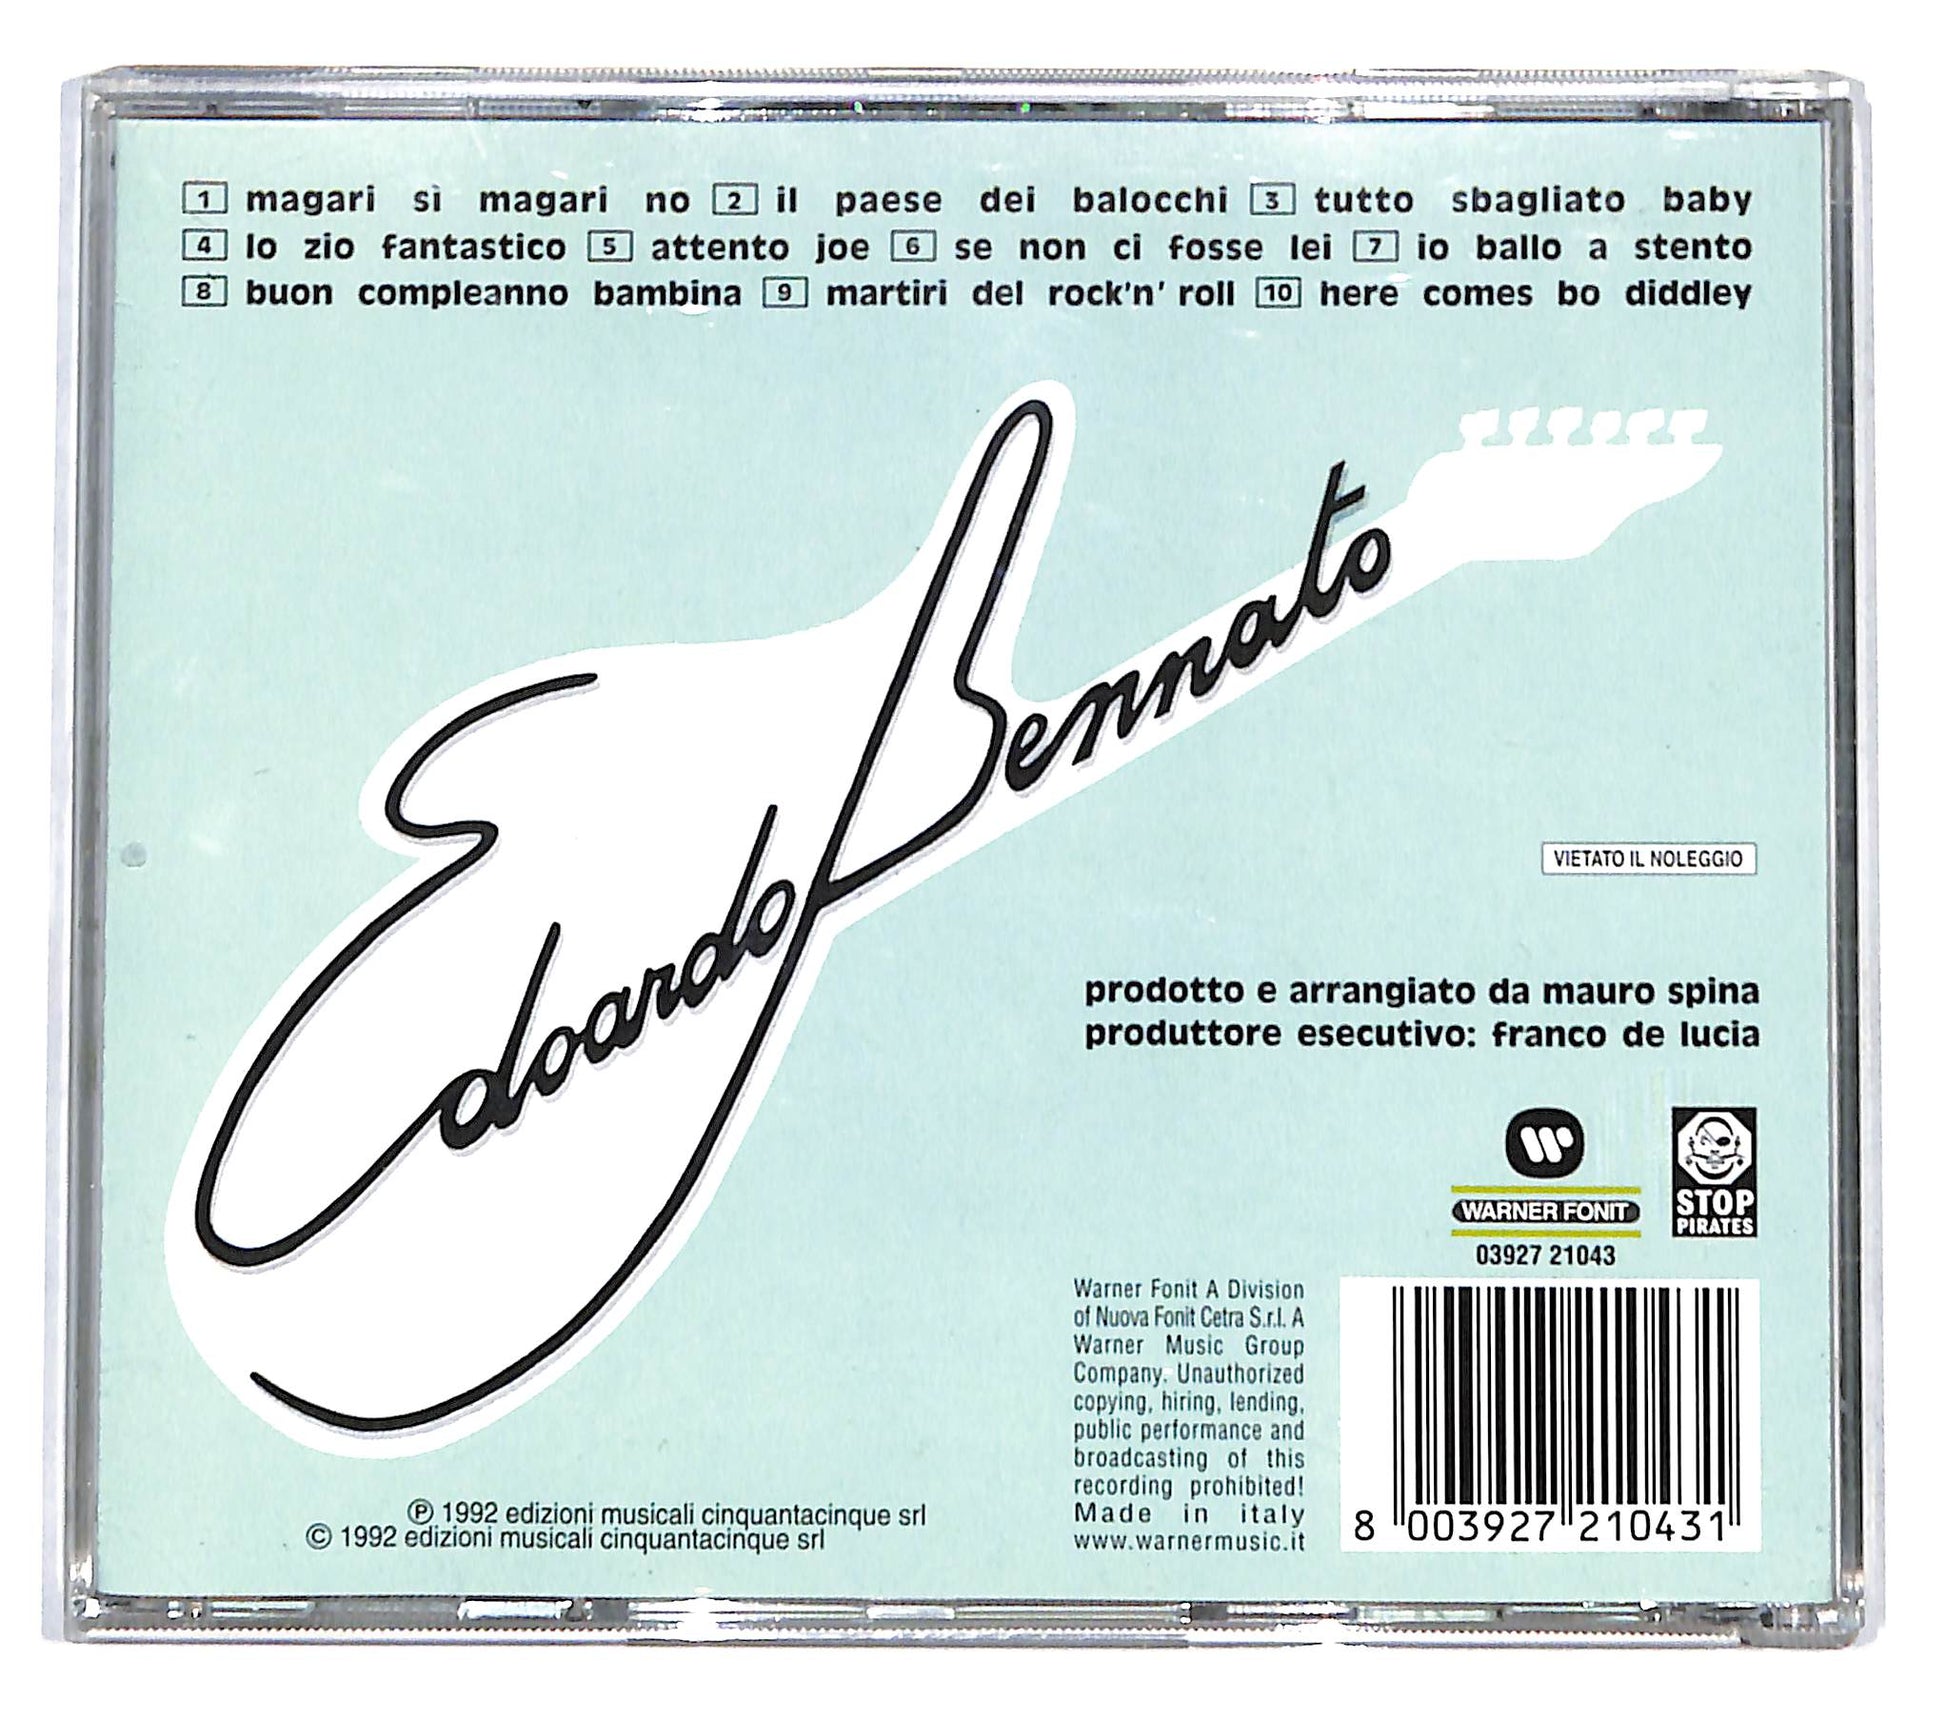 1 magari sì magari no 2 il paese dei balocchi 3 tutto sbagliato baby
4 lo zio fantastico 5 attento joe 6 se non ci fosse lei 7 io ballo a stento
8 buon compleanno bambina 9 martiri del rock'n' roll 10 here comes bo diddley
Edoardo Bennato
VIETATO IL NOLEGGIO
prodotto e arrangiato da mauro spina
produttore esecutivo: franco de lucia
WARNER FONIT
03927 21043
STOP
PIRATES
Warner Fonit A Division
of Nuova Fonit Cetra S.r.l. A
Warner Music Group
Company. Unauthorized
copying, hiring, lending,
public performance and
broadcasting of this
recording prohibited!
Made in italy
www.warnermusic.it
8 003927 210431
℗ 1992 edizioni musicali cinquantacinque srl
© 1992 edizioni musicali cinquantacinque srl